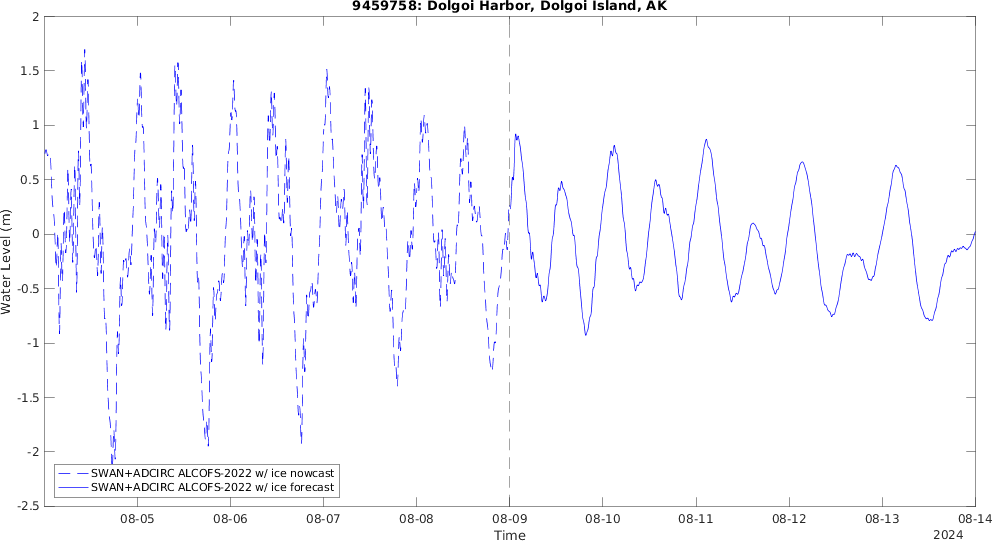 9459758: Dolgoi Harbor, Dolgoi Island, AK
2
1.5
1
0.5
0
-0.5
-1
-1.5
-2
-2.5
Water Level (m)
SWAN+ADCIRC ALCOFS-2022 w/ ice nowcast
SWAN+ADCIRC ALCOFS-2022 w/ ice forecast
08-05 08-06 08-07 08-08 08-09 08-10 08-11 08-12 08-13 08-14
Time
2024